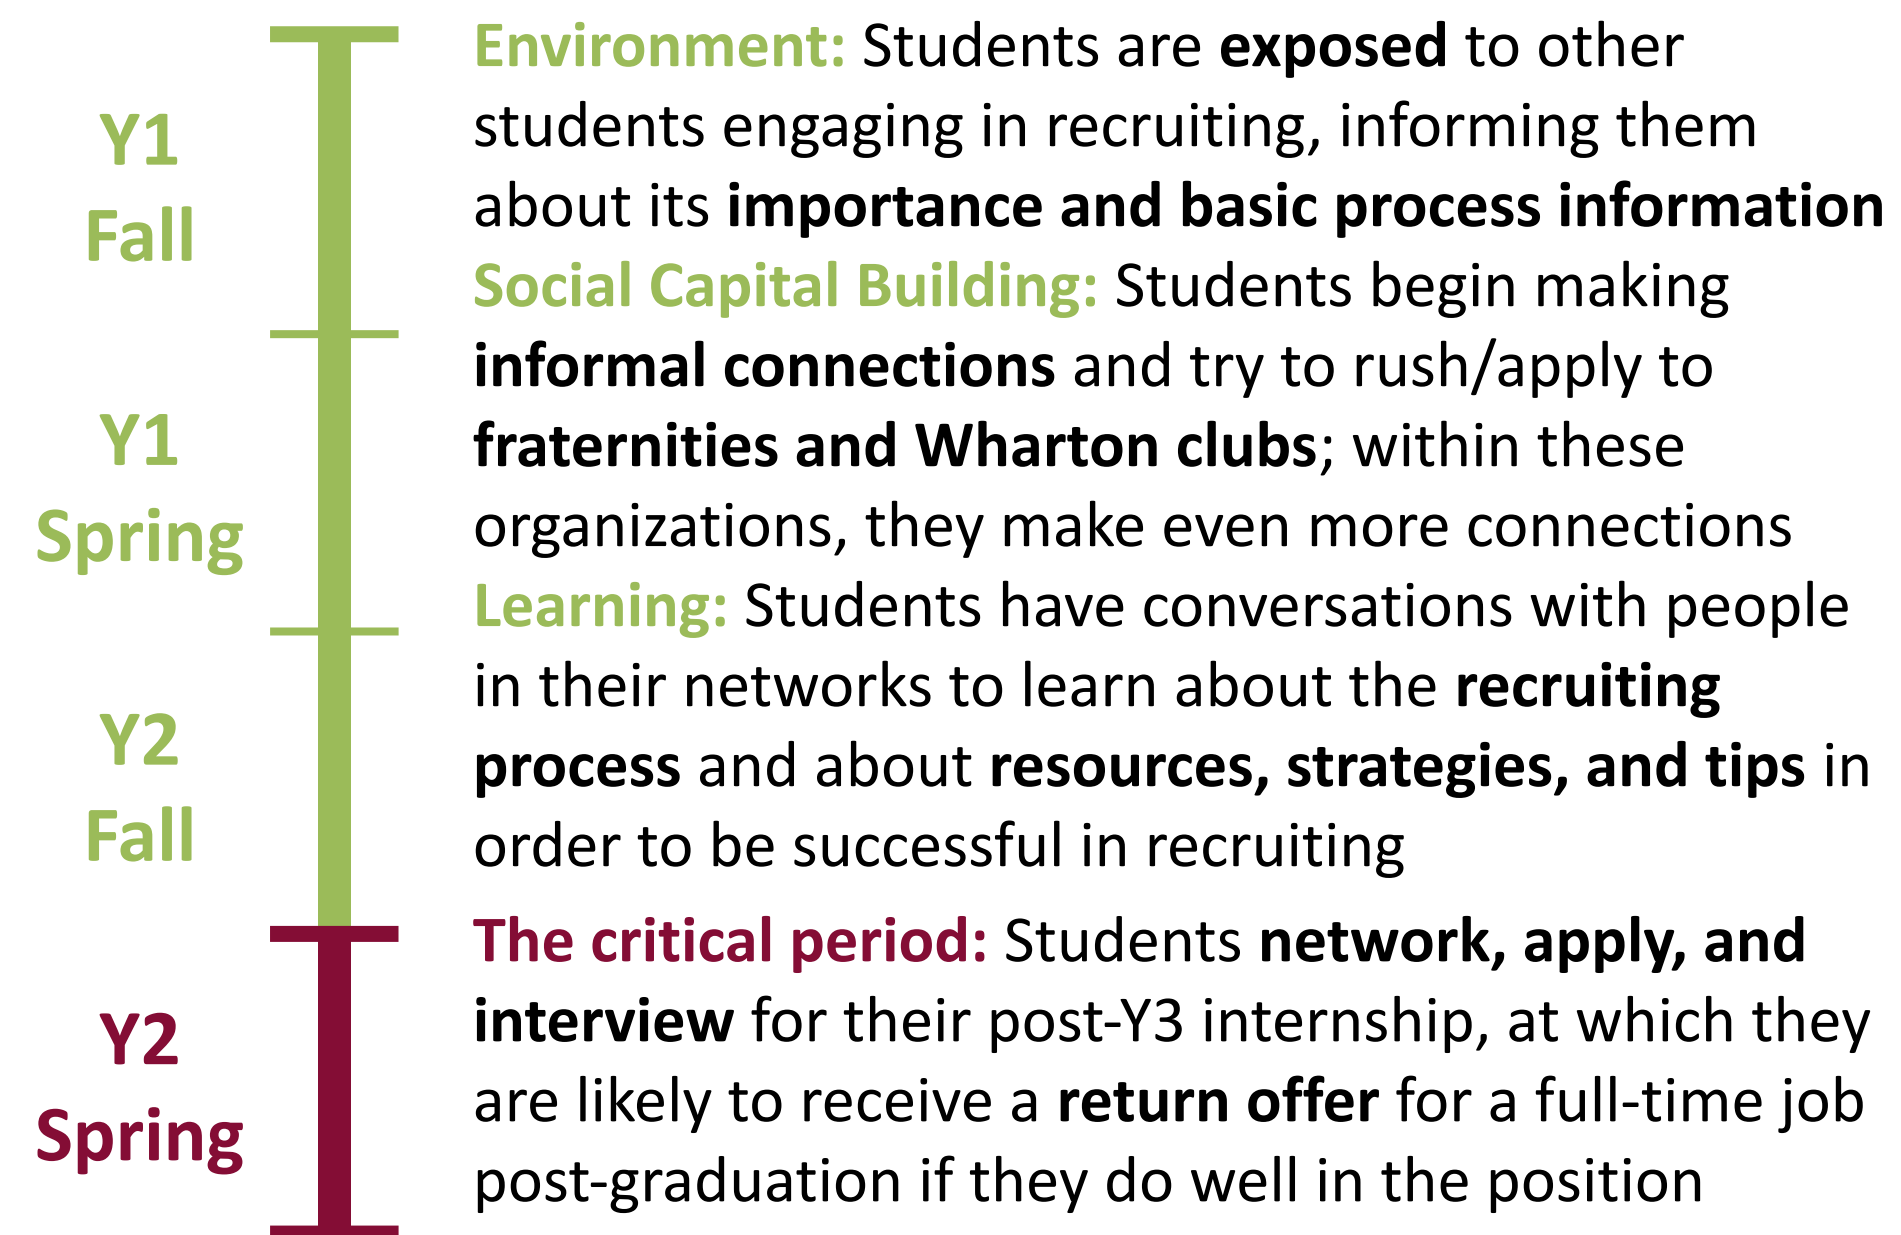 Y1
Fall
Y1
Spring
Y2
Fall
Y2
Spring
Environment: Students are exposed to other
students engaging in recruiting, informing them
about its importance and basic process information
Social Capital Building: Students begin making
informal connections and try to rush/apply to
fraternities and Wharton clubs; within these
organizations, they make even more connections
Learning: Students have conversations with people
in their networks to learn about the recruiting
process and about resources, strategies, and tips in
order to be successful in recruiting
The critical period: Students network, apply, and
interview for their post-Y3 internship, at which they
are likely to receive a return offer for a full-time job
post-graduation if they do well in the position